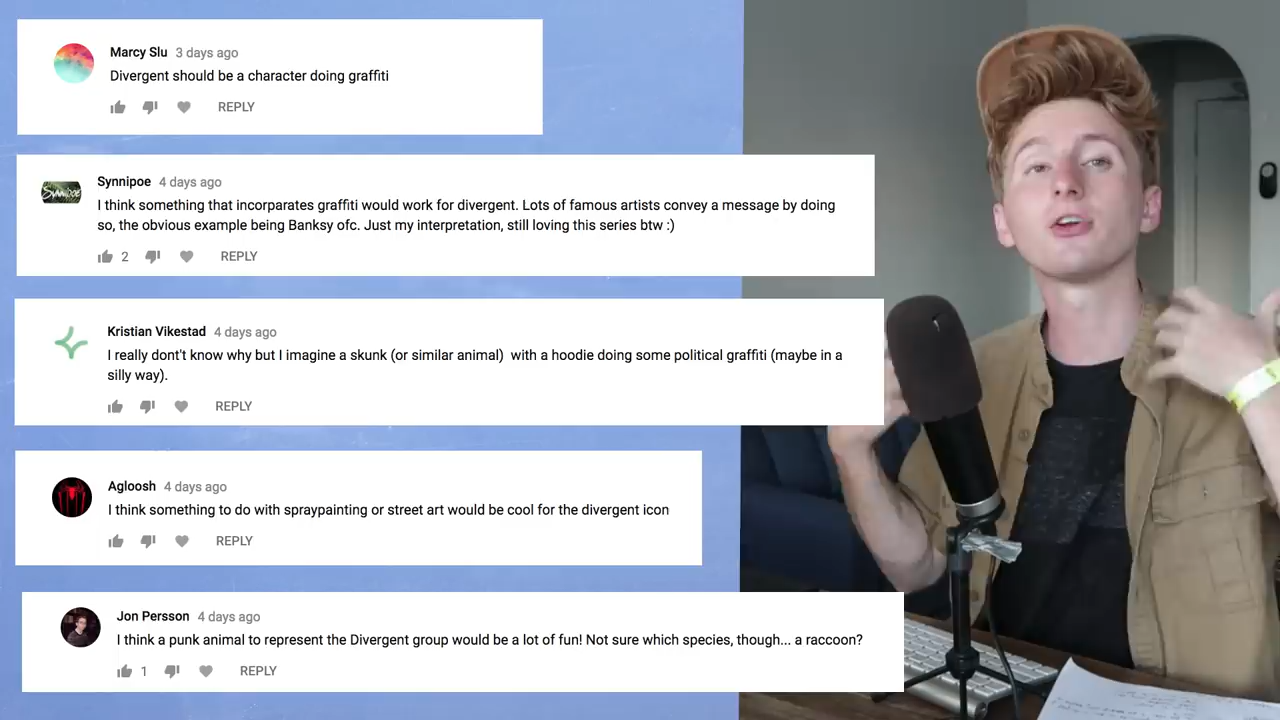 Marcy Slu 3 days ago
Divergent should be a character doing graffiti
REPLY
Synnipoe 4 days ago
I think something that incorparates graffiti would work for divergent. Lots of famous artists convey a message by doing
so, the obvious example being Banksy ofc. Just my interpretation, still loving this series btw :)
2 REPLY
Kristian Vikestad 4 days ago
I really dont't know why but I imagine a skunk (or similar animal) with a hoodie doing some political graffiti (maybe in a
silly way).
REPLY
Agloosh 4 days ago
I think something to do with spraypainting or street art would be cool for the divergent icon
REPLY
Jon Persson 4 days ago
I think a punk animal to represent the Divergent group would be a lot of fun! Not sure which species, though... a raccoon?
1 REPLY